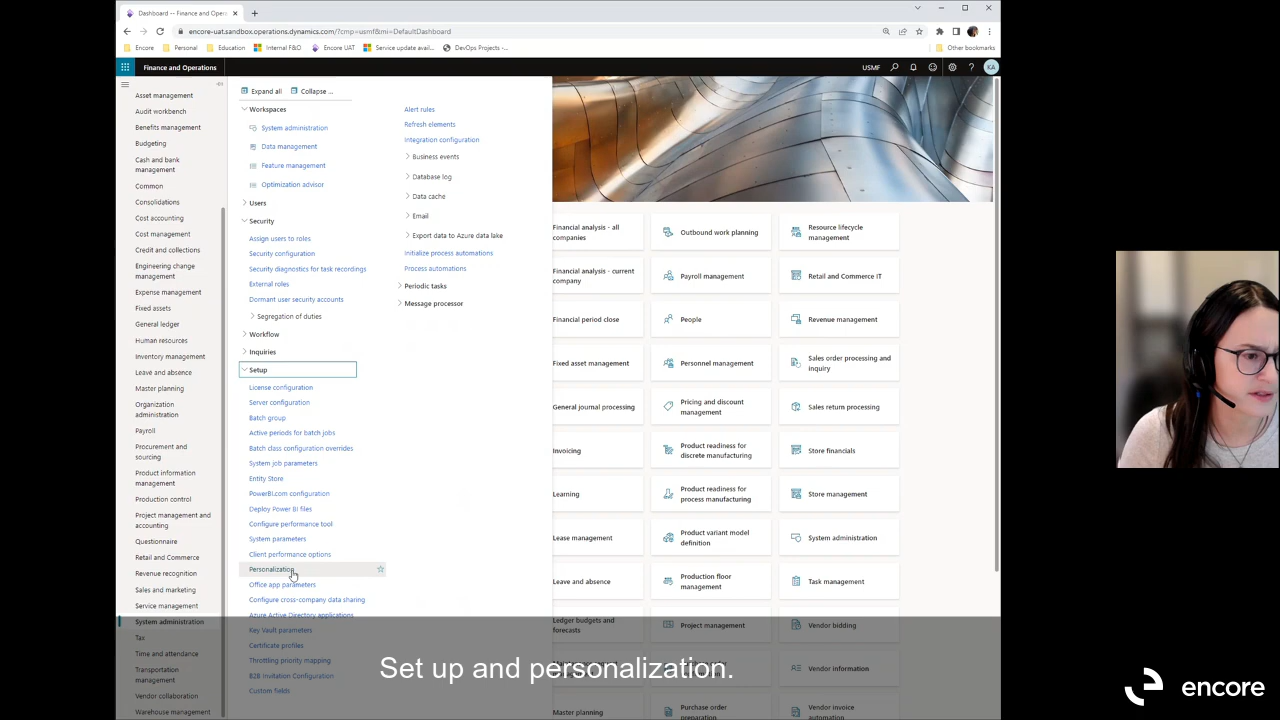 Dashboard -- Finance and Oper
encore-uat.sandbox.operations.dynamics.com/?cmp=usmf&mi=DefaultDashboard
Encore
Personal
Education
Internal F&O
Encore UAT
Service update avail...
DevOps Projects -...
Other bookmarks
Finance and Operations
USMF
?
KA
Asset management
Audit workbench
Benefits management
Budgeting
Cash and bank
management
Common
Consolidations
Cost accounting
Cost management
Credit and collections
Engineering change
management
Expense management
Fixed assets
General ledger
Human resources
Inventory management
Leave and absence
Master planning
Organization
administration
Payroll
Procurement and
sourcing
Product information
management
Production control
Project management and
accounting
Questionnaire
Retail and Commerce
Revenue recognition
Sales and marketing
Service management
System administration
Tax
Time and attendance
Transportation
management
Vendor collaboration
Warehouse management
Expand all
Collapse ...
Workspaces
System administration
Data management
Feature management
Optimization advisor
Users
Security
Assign users to roles
Security configuration
Security diagnostics for task recordings
External roles
Dormant user security accounts
Segregation of duties
Workflow
Inquiries
Setup
License configuration
Server configuration
Batch group
Active periods for batch jobs
Batch class configuration overrides
System job parameters
Entity Store
PowerBI.com configuration
Deploy Power BI files
Configure performance tool
System parameters
Client performance options
Personalization
Office app parameters
Configure cross-company data sharing
Azure Active Directory applications
Key Vault parameters
Certificate profiles
Throttling priority mapping
B2B Invitation Configuration
Custom fields
Alert rules
Refresh elements
Integration configuration
Business events
Database log
Data cache
Email
Export data to Azure data lake
Initialize process automations
Process automations
Periodic tasks
Message processor
Financial analysis - all
companies
Financial analysis - current
company
Financial period close
Fixed asset management
General journal processing
Invoicing
Learning
Lease management
Leave and absence
Ledger budgets and
forecasts
Master planning
Outbound work planning
Payroll management
People
Personnel management
Pricing and discount
management
Product readiness for
discrete manufacturing
Product readiness for
process manufacturing
Product variant model
definition
Production floor
management
Project management
Purchase order
preparation
Resource lifecycle
management
Retail and Commerce IT
Revenue management
Sales order processing and
inquiry
Sales return processing
Store financials
Store management
System administration
Task management
Vendor bidding
Vendor information
Vendor invoice
automation
Set up and personalization.
encore